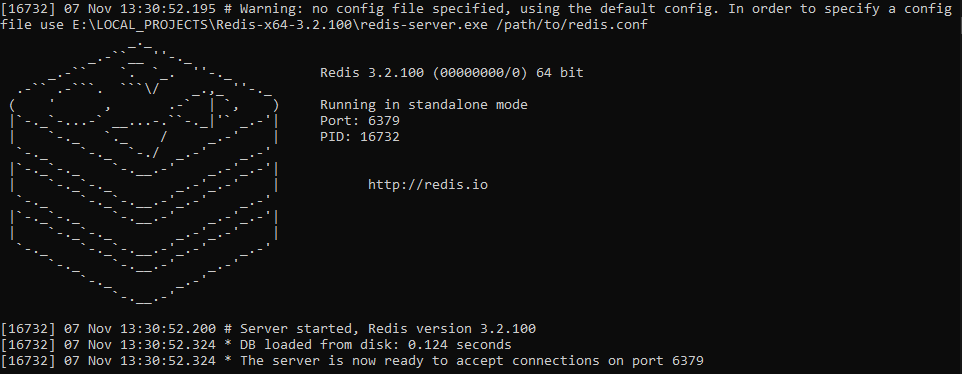 [16732] 07 Nov 13:30:52.195 # Warning: no config file specified, using the default config. In order to specify a config
file use E:\LOCAL_PROJECTS\Redis-x64-3.2.100\redis-server.exe /path/to/redis.conf
Redis 3.2.100 (00000000/0) 64 bit
Running in standalone mode
Port: 6379
PID: 16732
http://redis.io
[16732] 07 Nov 13:30:52.200 # Server started, Redis version 3.2.100
[16732] 07 Nov 13:30:52.324 * DB loaded from disk: 0.124 seconds
[16732] 07 Nov 13:30:52.324 * The server is now ready to accept connections on port 6379